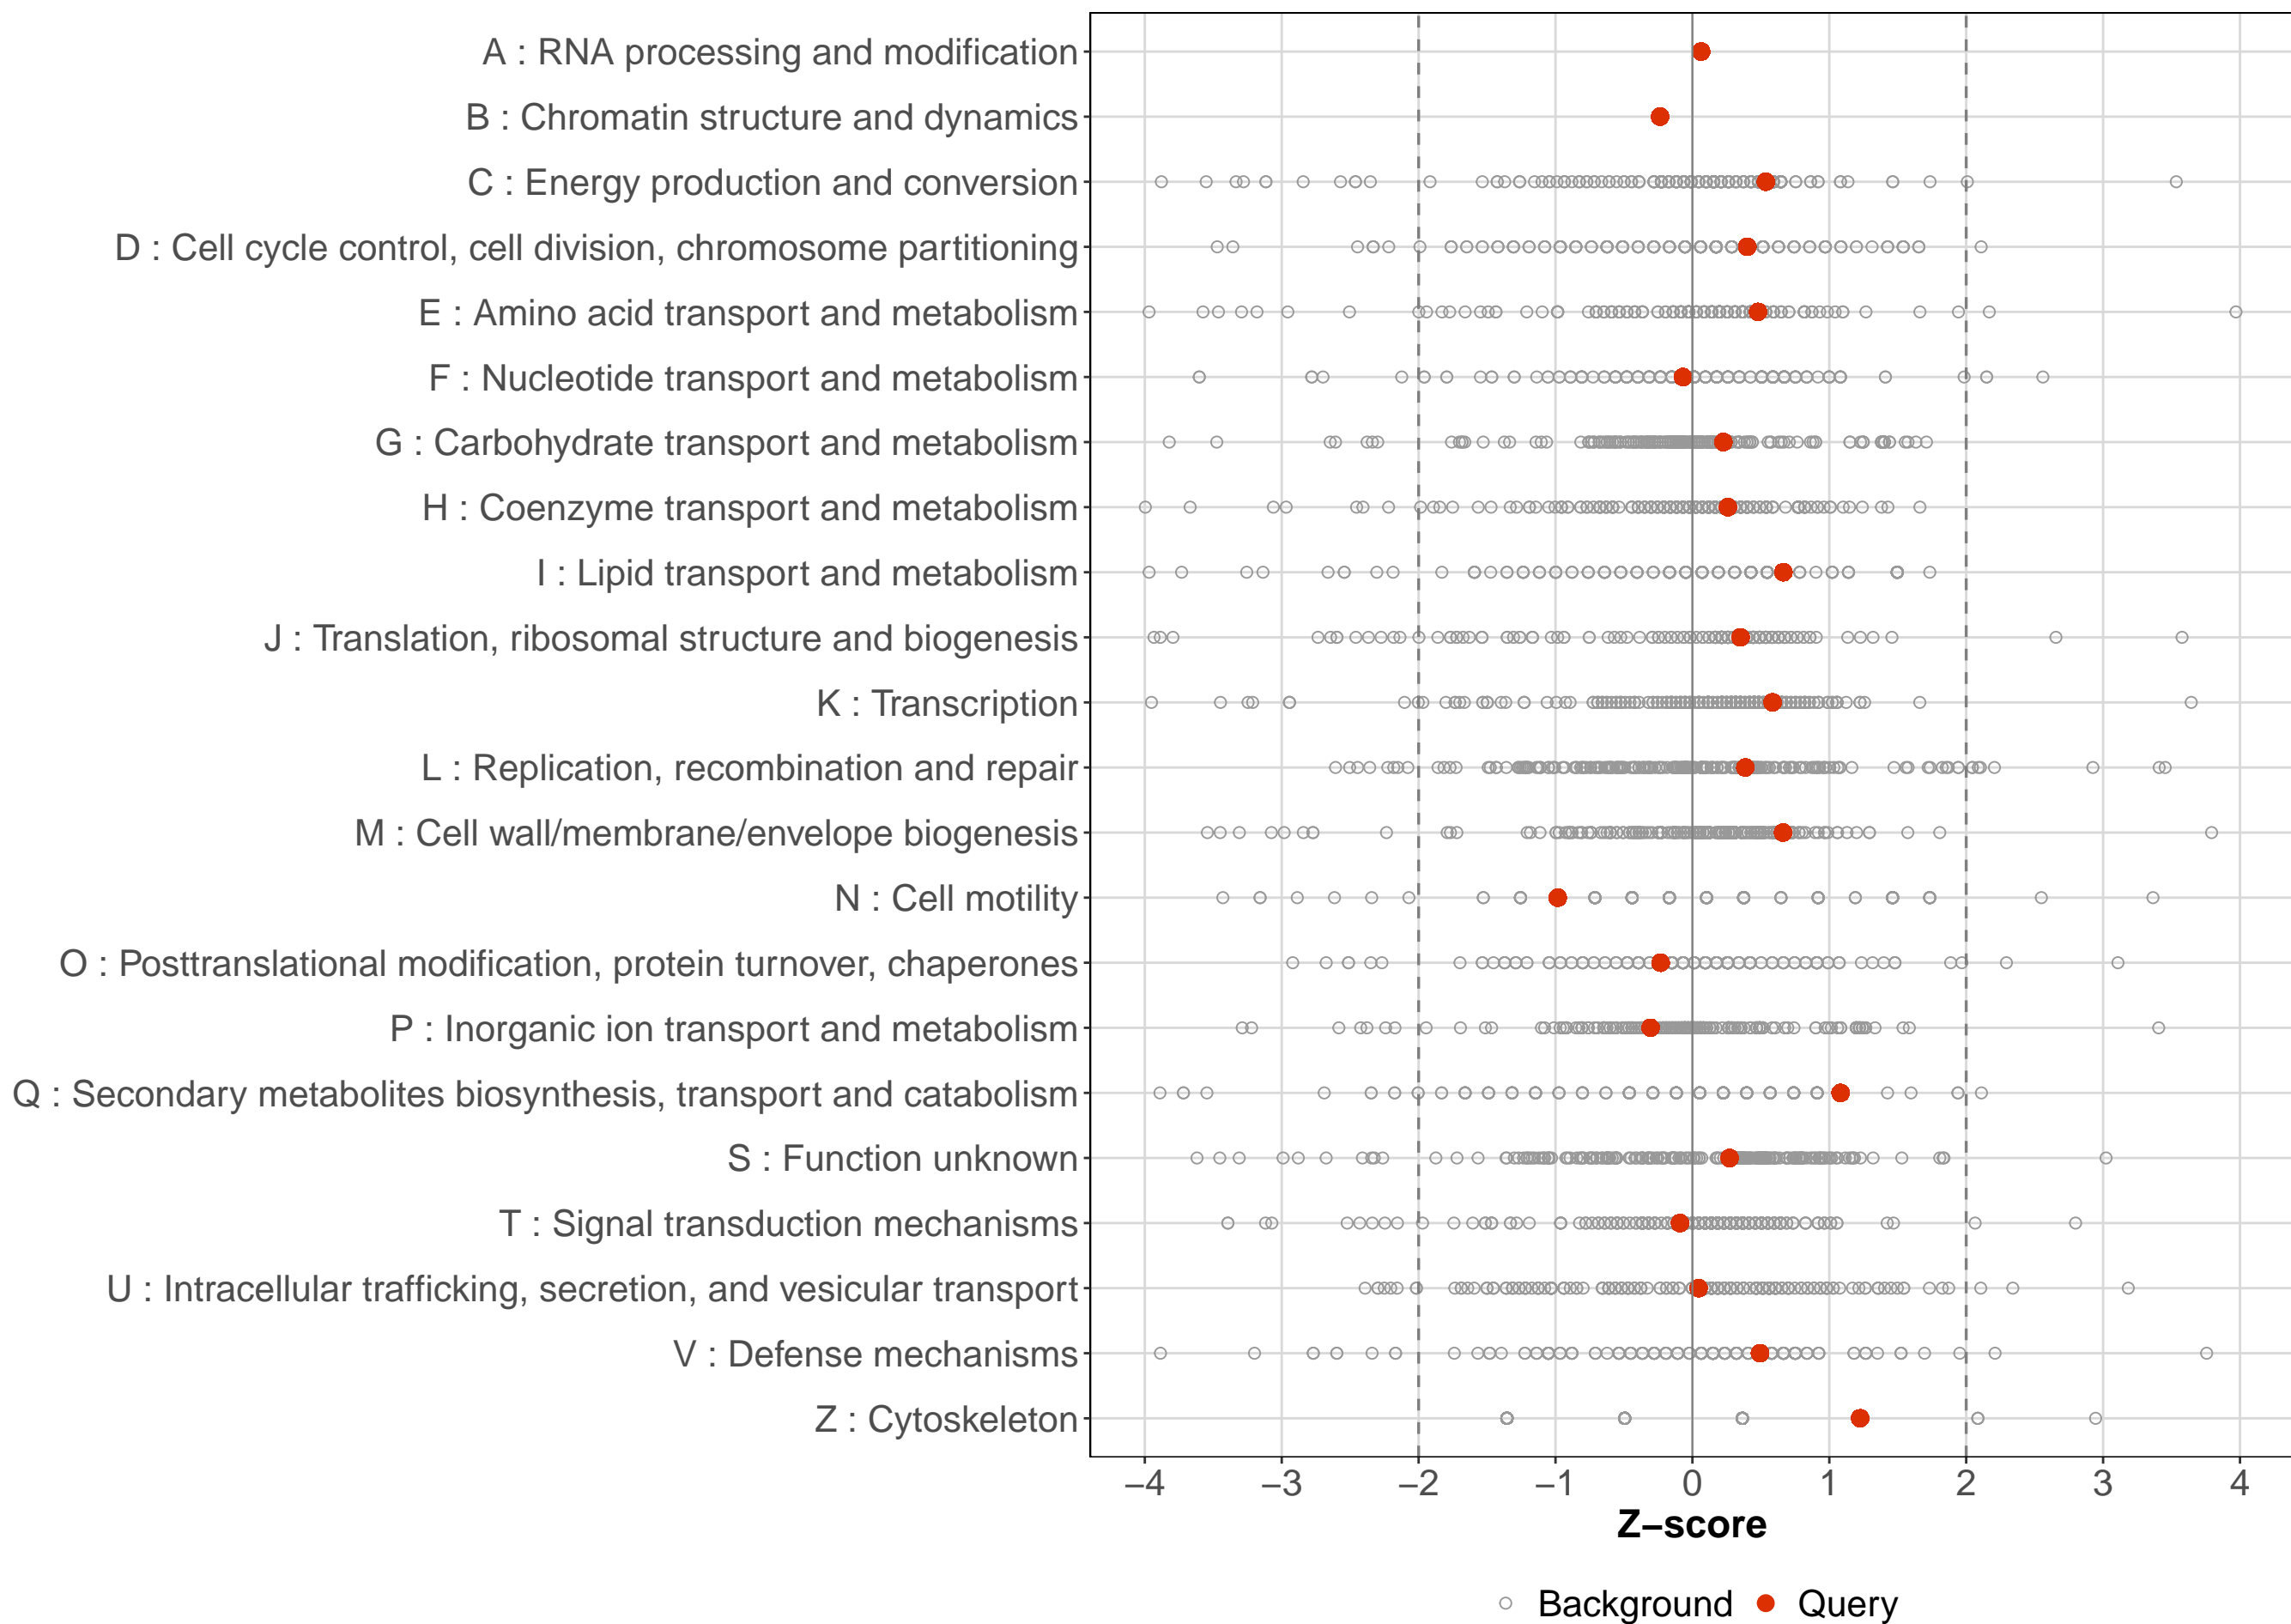 A : RNA processing and modification
B : Chromatin structure and dynamics
C : Energy production and conversion
D : Cell cycle control, cell division, chromosome partitioning
E : Amino acid transport and metabolism
F : Nucleotide transport and metabolism
G : Carbohydrate transport and metabolism
H : Coenzyme transport and metabolism
I : Lipid transport and metabolism
J : Translation, ribosomal structure and biogenesis
K : Transcription
L : Replication, recombination and repair
M : Cell wall/membrane/envelope biogenesis
N : Cell motility
O : Posttranslational modification, protein turnover, chaperones
P : Inorganic ion transport and metabolism
Q : Secondary metabolites biosynthesis, transport and catabolism
S : Function unknown
T : Signal transduction mechanisms
U : Intracellular trafficking, secretion, and vesicular transport
V : Defense mechanisms
Z : Cytoskeleton
−4 −3 −2 −1 0 1 2 3 4
Z−score
Background Query